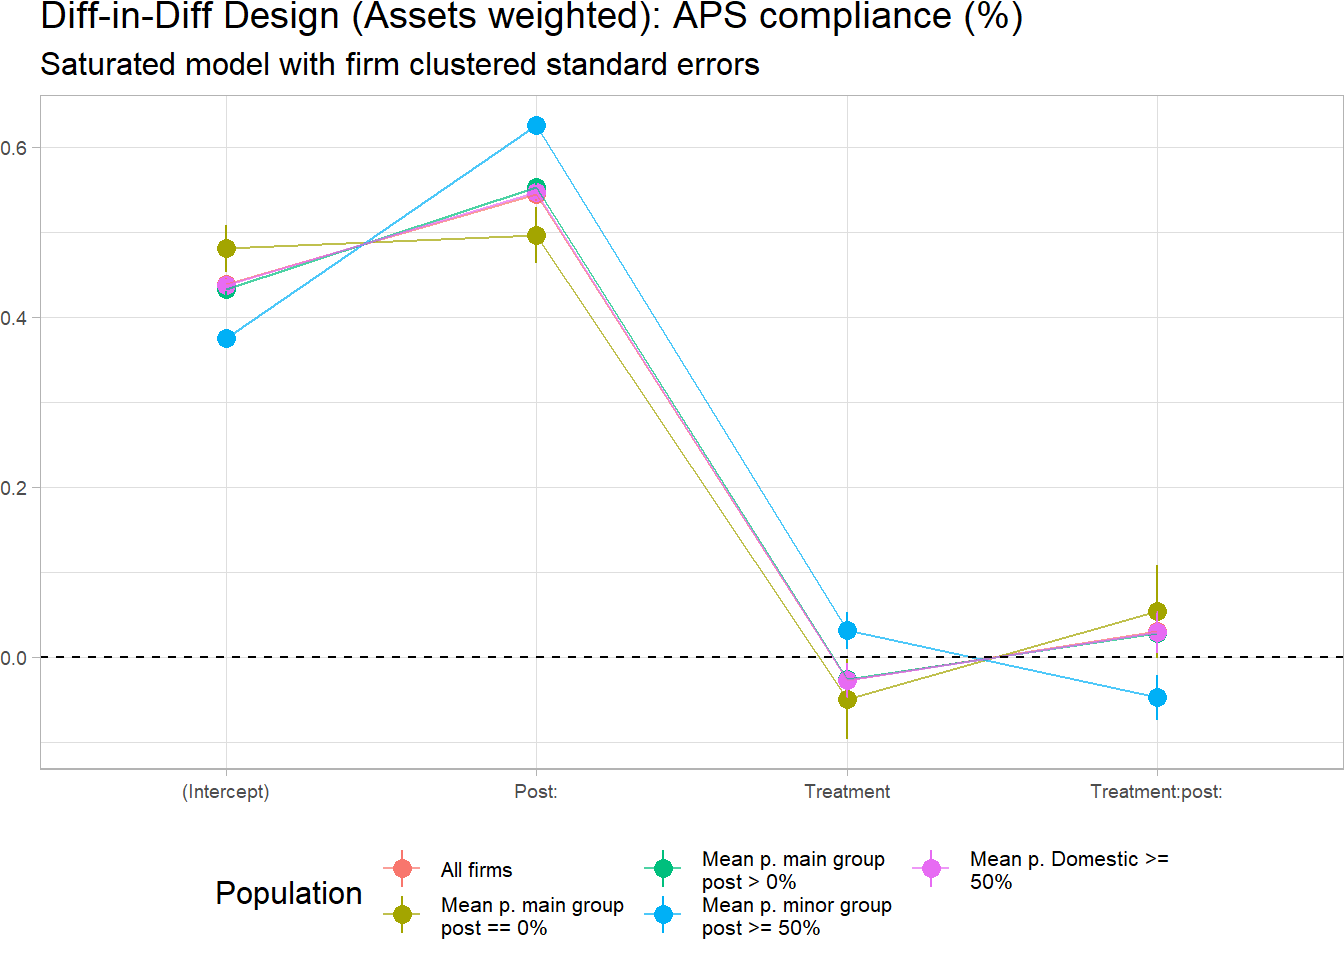 Diff-in-Diff Design (Assets weighted): APS compliance (%)
Saturated model with firm clustered standard errors
0.6
0.4
0.2
0.0
(Intercept)
Post:
Treatment
Treatment:post:
Population
All firms
Mean p. main group
post == 0%
Mean p. main group
post > 0%
Mean p. minor group
post >= 50%
Mean p. Domestic >=
50%